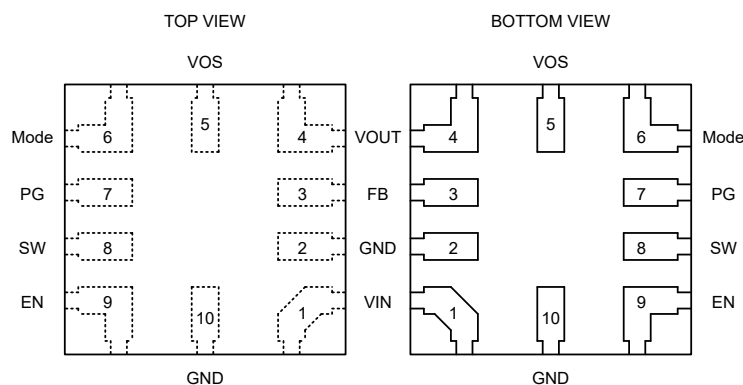 TOP VIEW
BOTTOM VIEW
VOS
VOS
Mode
6
5
4
VOUT
4
5
6
Mode
PG
7
3
FB
3
7
PG
SW
8
2
GND
2
8
SW
EN
9
10
1
VIN
1
10
9
EN
GND
GND